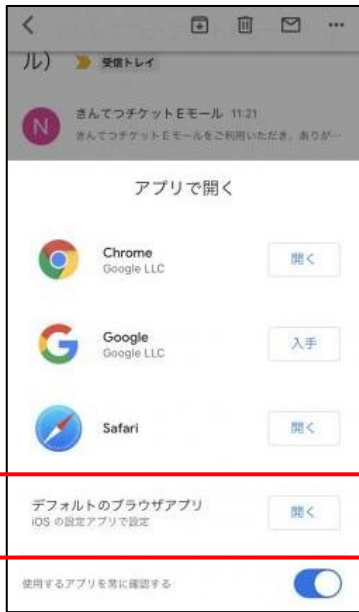 ル) 受信トレイ
N
きんてつチケットEモール 11:21
きんてつチケットEモールをご利用いただき、ありが…
アプリで開く
Chrome
Google LLC
開く
Google
Google LLC
入手
Safari
開く
デフォルトのブラウザアプリ
iOS の設定アプリで設定
開く
使用するアプリを常に確認する